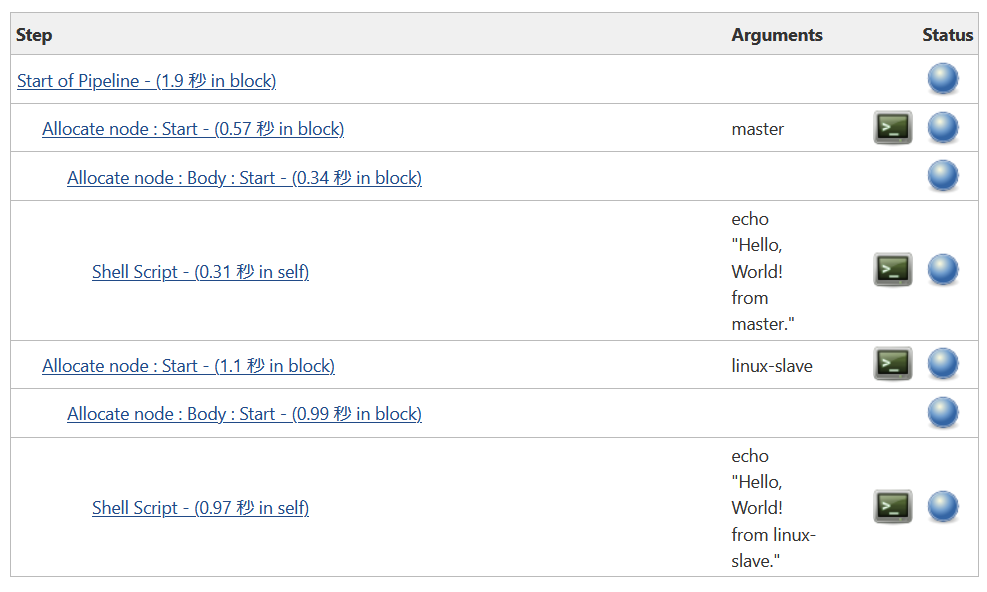 Step Arguments Status
Start of Pipeline - (1.9 秒 in block)
Allocate node : Start - (0.57 秒 in block) master
Allocate node : Body : Start - (0.34 秒 in block)
Shell Script - (0.31 秒 in self)
echo
"Hello,
World!
from
master."
Allocate node : Start - (1.1 秒 in block) linux-slave
Allocate node : Body : Start - (0.99 秒 in block)
Shell Script - (0.97 秒 in self)
echo
"Hello,
World!
from linux-
slave."